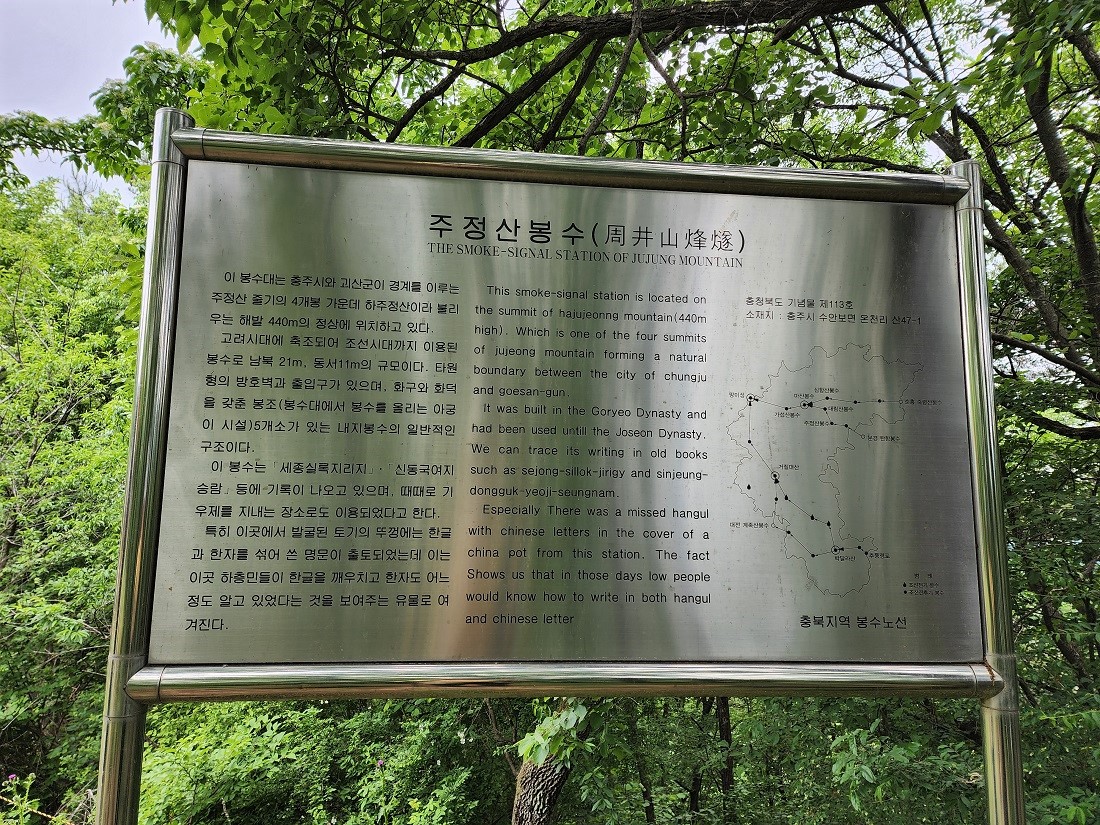 주정산봉수(周井山烽燧)
THE SMOKE-SIGNAL STATION OF JUJUNG MOUNTAIN
이 봉수대는 충주시와 괴산군이 경계를 이루는
주정산 줄기의 4개봉 가운데 하주정산이라 불리
우는 해발 440m의 정상에 위치하고 있다.
고려시대에 축조되어 조선시대까지 이용된
봉수로 남북 21m, 동서11m의 규모이다. 타원
형의 방호벽과 출입구가 있으며, 화구와 화덕
을 갖춘 봉조(봉수대에서 봉수를 올리는 아궁
이 시설)5개소가 있는 내지봉수의 일반적인
구조이다.
이 봉수는「세종실록지리지」·「신동국여지
승람」등에 기록이 나오고 있으며, 때때로 기
우제를 지내는 장소로도 이용되었다고 한다.
특히 이곳에서 발굴된 토기의 뚜껑에는 한글
과 한자를 섞어 쓴 명문이 출토되었는데 이는
이곳 하층민들이 한글을 깨우치고 한자도 어느
정도 알고 있었다는 것을 보여주는 유물로 여
겨진다.
This smoke-signal station is located on
the summit of hajujeonng mountain(440m
high). Which is one of the four summits
of jujeong mountain forming a natural
boundary between the city of chungju
and goesan-gun.
It was built in the Goryeo Dynasty and
had been used untill the Joseon Dynasty.
We can trace its writing in old books
such as sejong-sillok-jirigy and sinjeung-
dongguk-yeoji-seungnam.
Especially There was a missed hangul
with chinese letters in the cover of a
china pot from this station. The fact
Shows us that in those days low people
would know how to write in both hangul
and chinese letter
충청북도 기념물 제113호
소재지 : 충주시 수안보면 온천리 산47-1
망이성
마산봉수
주정산봉수
대전 계족산봉수
범 례
충북지역 봉수노선